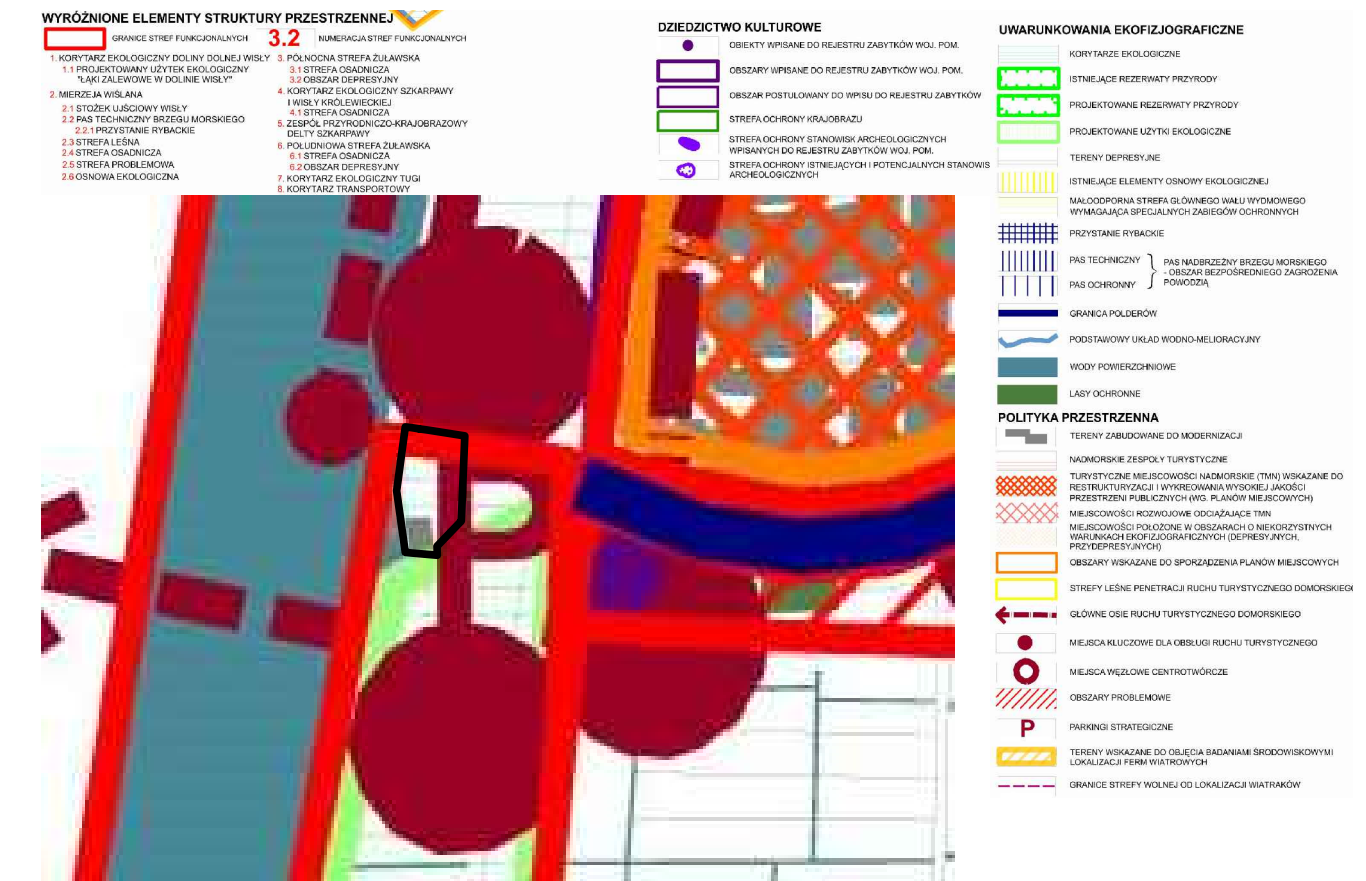 WYRÓŻNIONE ELEMENTY STRUKTURY PRZESTRZENNEJ
GRANICE STREF FUNKCJONALNYCH
3.2 NUMERACJA STREF FUNKCJONALNYCH
1. KORYTARZ EKOLOGICZNY DOLINY DOLNEJ WISŁY
1.1 PROJEKTOWANY UŻYTEK EKOLOGICZNY
"ŁĄKI ZALEWOWE W DOLINIE WISŁY"
2. MIERZEJA WIŚLANA
2.1 STOŻEK UJŚCIOWY WISŁY
2.2 PAS TECHNICZNY BRZEGU MORSKIEGO
2.2.1 PRZYSTANIE RYBACKIE
2.3 STREFA LEŚNA
2.4 STREFA OSADNICZA
2.5 STREFA PROBLEMOWA
2.6 OSNOWA EKOLOGICZNA
3. PÓŁNOCNA STREFA ŻUŁAWSKA
3.1 STREFA OSADNICZA
3.2 OBSZAR DEPRESYJNY
4. KORYTARZ EKOLOGICZNY SZKARPAWY
I WISŁY KRÓLEWIECKIEJ
4.1 STREFA OSADNICZA
5. ZESPÓŁ PRZYRODNICZO-KRAJOBRAZOWY
DELTY SZKARPAWY
6. POŁUDNIOWA STREFA ŻUŁAWSKA
6.1 STREFA OSADNICZA
6.2 OBSZAR DEPRESYJNY
7. KORYTARZ EKOLOGICZNY TUGI
8. KORYTARZ TRANSPORTOWY
DZIEDZICTWO KULTUROWE
OBIEKTY WPISANE DO REJESTRU ZABYTKÓW WOJ. POM.
OBSZARY WPISANE DO REJESTRU ZABYTKÓW WOJ. POM.
OBSZAR POSTULOWANY DO WPISU DO REJESTRU ZABYTKÓW
STREFA OCHRONY KRAJOBRAZU
STREFA OCHRONY STANOWISK ARCHEOLOGICZNYCH
WPISANYCH DO REJESTRU ZABYTKÓW WOJ. POM.
STREFA OCHRONY ISTNIEJĄCYCH I POTENCJALNYCH STANOWIS
ARCHEOLOGICZNYCH
UWARUNKOWANIA EKOFIZJOGRAFICZNE
KORYTARZE EKOLOGICZNE
ISTNIEJĄCE REZERWATY PRZYRODY
PROJEKTOWANE REZERWATY PRZYRODY
PROJEKTOWANE UŻYTKI EKOLOGICZNE
TERENY DEPRESYJNE
ISTNIEJĄCE ELEMENTY OSNOWY EKOLOGICZNEJ
MAŁOODPORNA STREFA GŁÓWNEGO WAŁU WYDMOWEGO
WYMAGAJĄCA SPECJALNYCH ZABIEGÓW OCHRONNYCH
PRZYSTANIE RYBACKIE
PAS TECHNICZNY
PAS OCHRONNY
PAS NADBRZEŻNY BRZEGU MORSKIEGO
- OBSZAR BEZPOŚREDNIEGO ZAGROŻENIA
POWODZIĄ
GRANICA POLDERÓW
PODSTAWOWY UKŁAD WODNO-MELIORACYJNY
WODY POWIERZCHNIOWE
LASY OCHRONNE
POLITYKA PRZESTRZENNA
TERENY ZABUDOWANE DO MODERNIZACJI
NADMORSKIE ZESPOŁY TURYSTYCZNE
TURYSTYCZNE MIEJSCOWOŚCI NADMORSKIE (TMN) WSKAZANE DO
RESTRUKTURYZACJI I WYKREOWANIA WYSOKIEJ JAKOŚCI
PRZESTRZENI PUBLICZNYCH (WG. PLANÓW MIEJSCOWYCH)
MIEJSCOWOŚCI ROZWOJOWE ODCIĄŻAJĄCE TMN
MIEJSCOWOŚCI POŁOŻONE W OBSZARACH O NIEKORZYSTNYCH
WARUNKACH EKOFIZJOGRAFICZNYCH (DEPRESYJNYCH,
PRZYDEPRESYJNYCH)
OBSZARY WSKAZANE DO SPORZĄDZENIA PLANÓW MIEJSCOWYCH
STREFY LEŚNE PENETRACJI RUCHU TURYSTYCZNEGO DOMORSKIEG
GŁÓWNE OSIE RUCHU TURYSTYCZNEGO DOMORSKIEGO
MIEJSCA KLUCZOWE DLA OBSŁUGI RUCHU TURYSTYCZNEGO
MIEJSCA WĘZŁOWE CENTROTWÓRCZE
OBSZARY PROBLEMOWE
P PARKINGI STRATEGICZNE
TERENY WSKAZANE DO OBJĘCIA BADANIAMI ŚRODOWISKOWYMI
LOKALIZACJI FERM WIATROWYCH
GRANICE STREFY WOLNEJ OD LOKALIZACJI WIATRAKÓW